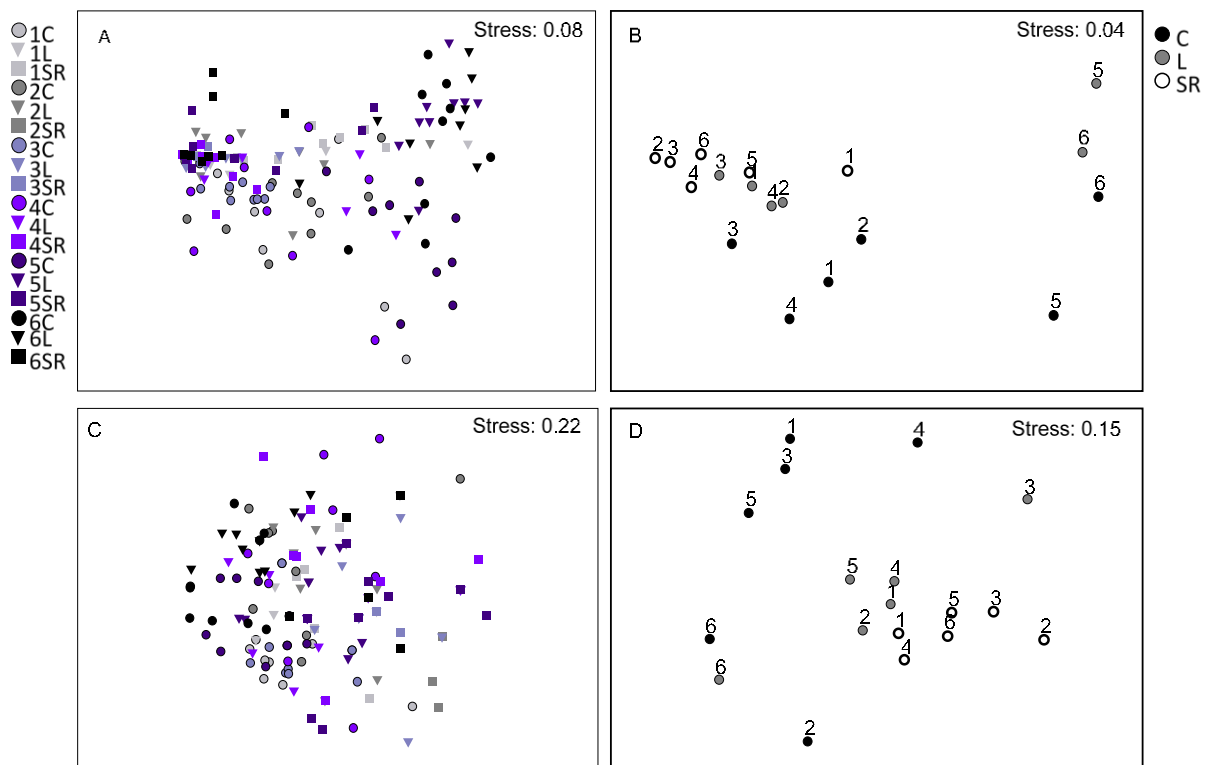 1C
1L
1SR
2C
2L
2SR
3C
3L
3SR
4C
4L
4SR
5C
5L
5SR
6C
6L
6SR
A
Stress: 0.08
B
Stress: 0.04
5
6
6
2 3 6 5 1
4 3 1
4 2
3 2
1
4 5
C
L
SR
C
Stress: 0.22
D
Stress: 0.15
1 4
3
5 3
5 4
1 5 3
2 1 6 2
6 4
6
2